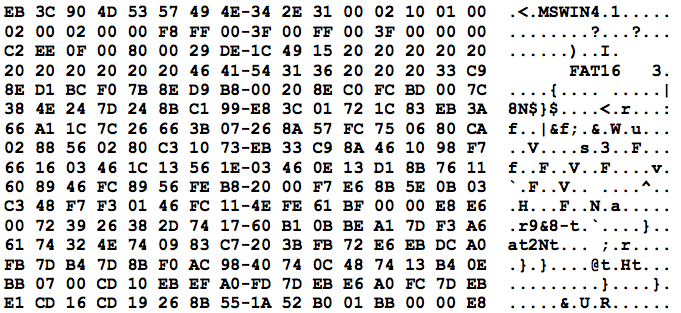 EB 3C 90 4D 53 57 49 4E-34 2E 31 00 02 10 01 00 .<.MSWIN4.1.....
02 00 02 00 00 F8 FF 00-3F 00 FF 00 3F 00 00 00 ........?...?...
C2 EE 0F 00 80 00 29 DE-1C 49 15 20 20 20 20 20 ......)..I.
20 20 20 20 20 20 46 41-54 31 36 20 20 20 33 C9 FAT16 3.
8E D1 BC F0 7B 8E D9 B8-00 20 8E C0 FC BD 00 7C ....{.... .....|
38 4E 24 7D 24 8B C1 99-E8 3C 01 72 1C 83 EB 3A 8N$}$....<.r...:
66 A1 1C 7C 26 66 3B 07-26 8A 57 FC 75 06 80 CA f..|&f;.&.W.u...
02 88 56 02 80 C3 10 73-EB 33 C9 8A 46 10 98 F7 ..V....s.3..F...
66 16 03 46 1C 13 56 1E-03 46 0E 13 D1 8B 76 11 f..F..V..F....v.
60 89 46 FC 89 56 FE B8-20 00 F7 E6 8B 5E 0B 03 `.F..V.. ....^..
C3 48 F7 F3 01 46 FC 11-4E FE 61 BF 00 00 E8 E6 .H...F..N.a.....
00 72 39 26 38 2D 74 17-60 B1 0B BE A1 7D F3 A6 .r9&8-t.`....}..
61 74 32 4E 74 09 83 C7-20 3B FB 72 E6 EB DC A0 at2Nt... ;.r....
FB 7D B4 7D 8B F0 AC 98-40 74 0C 48 74 13 B4 0E .}.}....@t.Ht...
BB 07 00 CD 10 EB EF A0-FD 7D EB E6 A0 FC 7D EB .........}....}.
E1 CD 16 CD 19 26 8B 55-1A 52 B0 01 BB 00 00 E8 .....&.U.R......